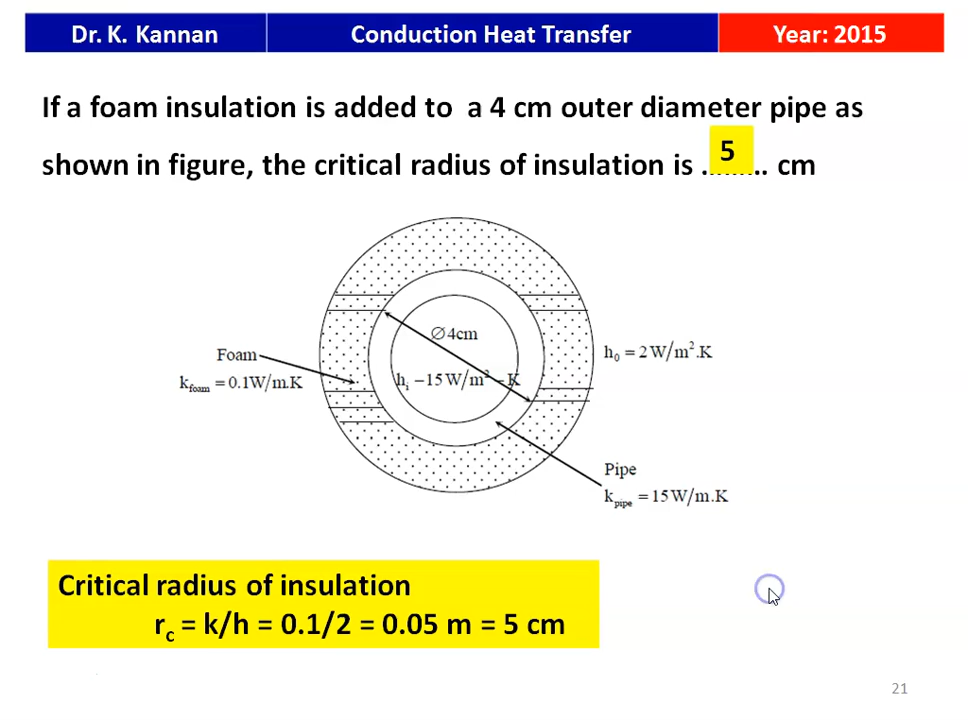 Dr. K. Kannan
Conduction Heat Transfer
Year: 2015
If a foam insulation is added to a 4 cm outer diameter pipe as
shown in figure, the critical radius of insulation is ..5.. cm
∅4cm
h₀ = 2 W/m².K
Foam
k_foam = 0.1W/m.K
hᵢ –15 W/m² – K
Pipe
k_pipe = 15 W/m.K
Critical radius of insulation
r_c = k/h = 0.1/2 = 0.05 m = 5 cm
21